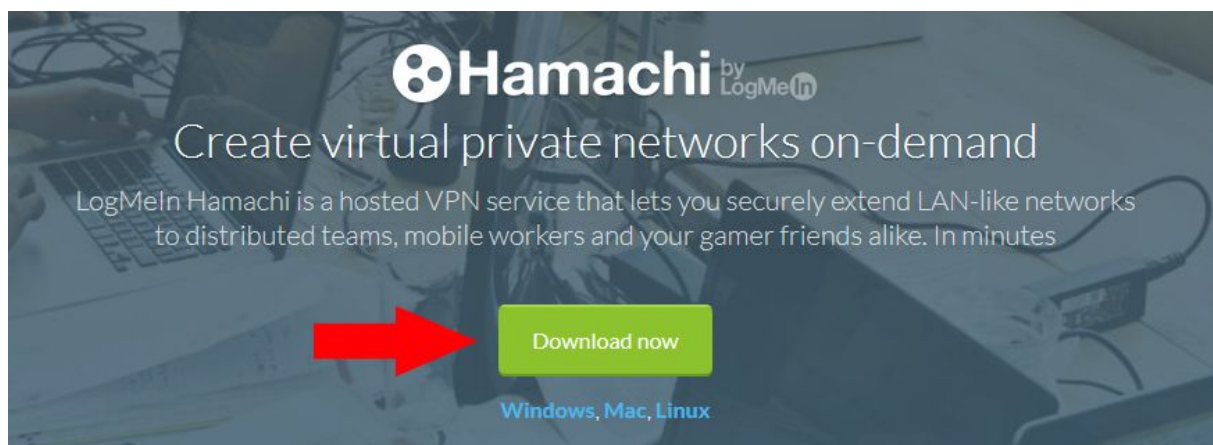 Hamachi by LogMeIn
Create virtual private networks on-demand
LogMeIn Hamachi is a hosted VPN service that lets you securely extend LAN-like networks
to distributed teams, mobile workers and your gamer friends alike. In minutes
Download now
Windows, Mac, Linux